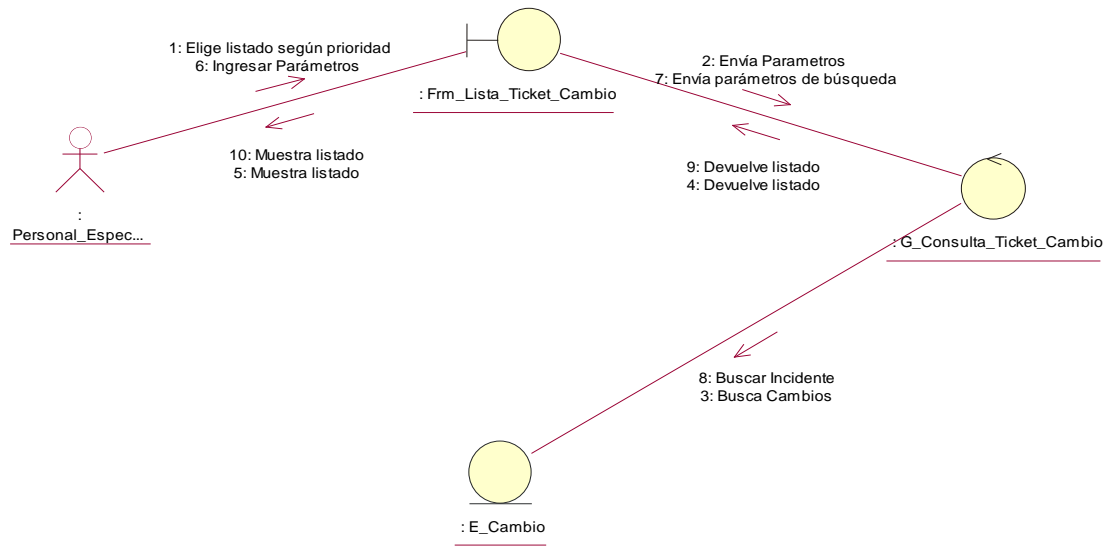 1: Elige listado según prioridad
6: Ingresar Parámetros
: Frm_Lista_Ticket_Cambio
2: Envía Parametros
7: Envía parámetros de búsqueda
10: Muestra listado
5: Muestra listado
9: Devuelve listado
4: Devuelve listado
:
Personal_Espec...
: G_Consulta_Ticket_Cambio
8: Buscar Incidente
3: Busca Cambios
: E_Cambio